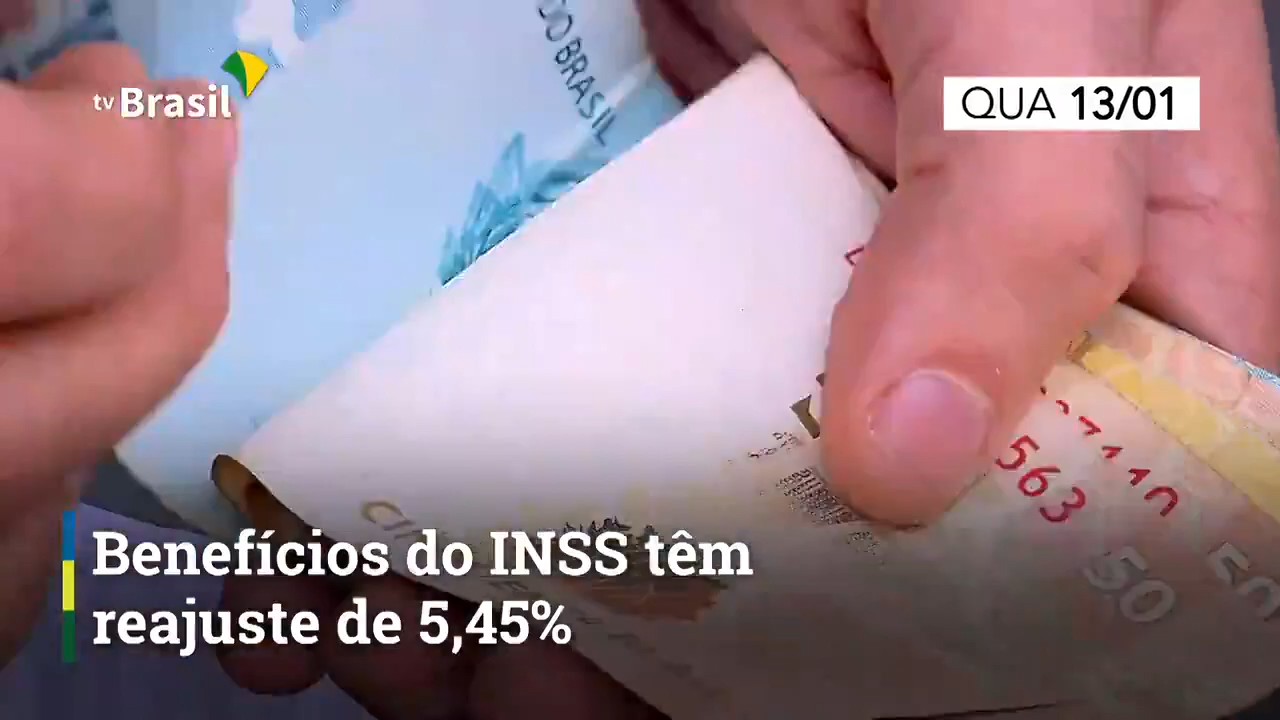 tv Brasil
QUA 13/01
DO BRASIL
563
50
Benefícios do INSS têm
reajuste de 5,45%